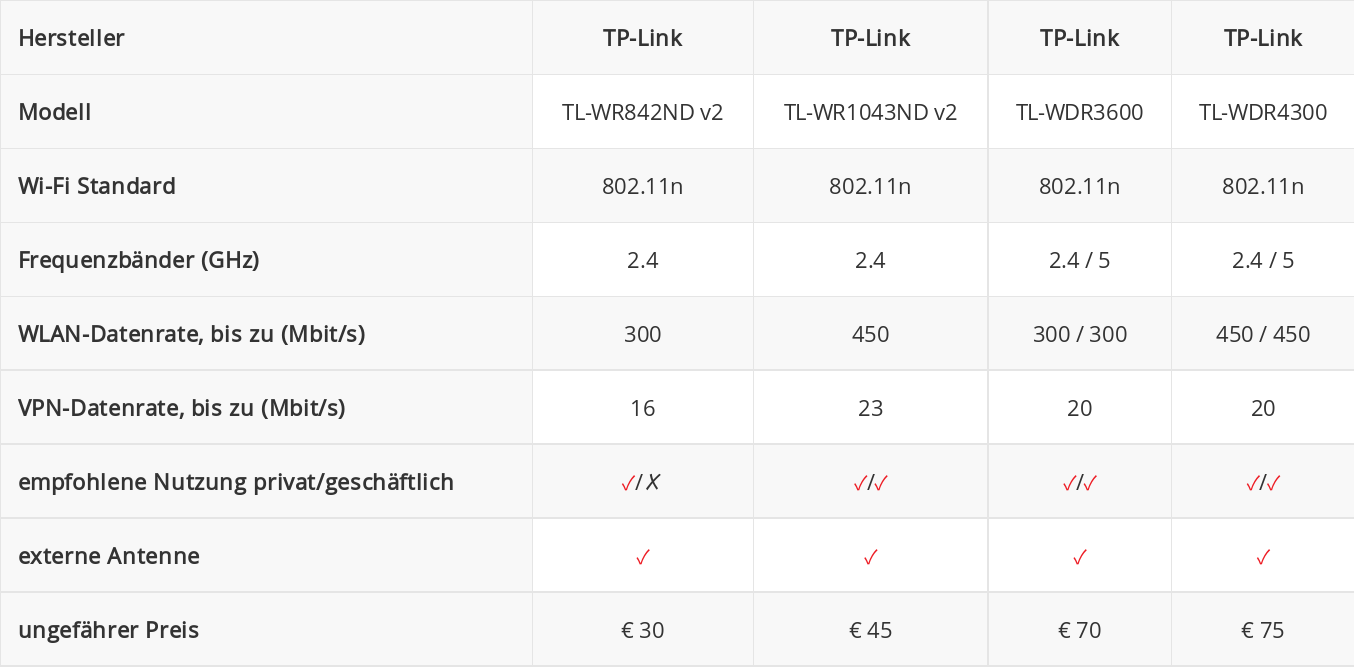 Hersteller TP-Link TP-Link TP-Link TP-Link
Modell TL-WR842ND v2 TL-WR1043ND v2 TL-WDR3600 TL-WDR4300
Wi-Fi Standard 802.11n 802.11n 802.11n 802.11n
Frequenzbänder (GHz) 2.4 2.4 2.4 / 5 2.4 / 5
WLAN-Datenrate, bis zu (Mbit/s) 300 450 300 / 300 450 / 450
VPN-Datenrate, bis zu (Mbit/s) 16 23 20 20
empfohlene Nutzung privat/geschäftlich ✓/✗ ✓/✓ ✓/✓ ✓/✓
externe Antenne ✓ ✓ ✓ ✓
ungefährer Preis € 30 € 45 € 70 € 75